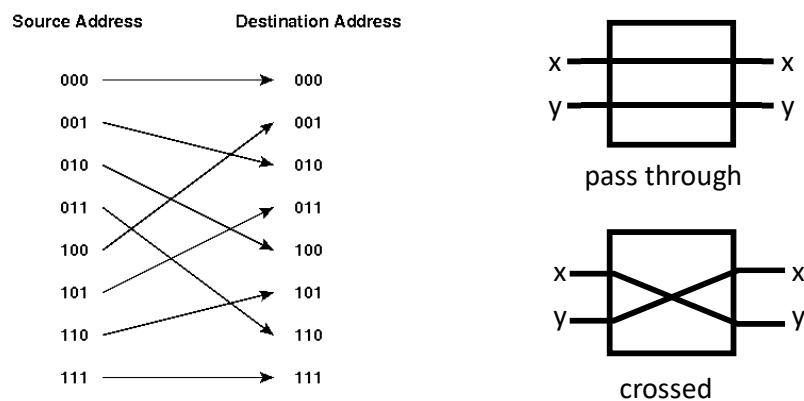 Source Address Destination Address
000 000
001 001
010 010
011 011
100 100
101 101
110 110
111 111
x x
y y
pass through
x x
y y
crossed